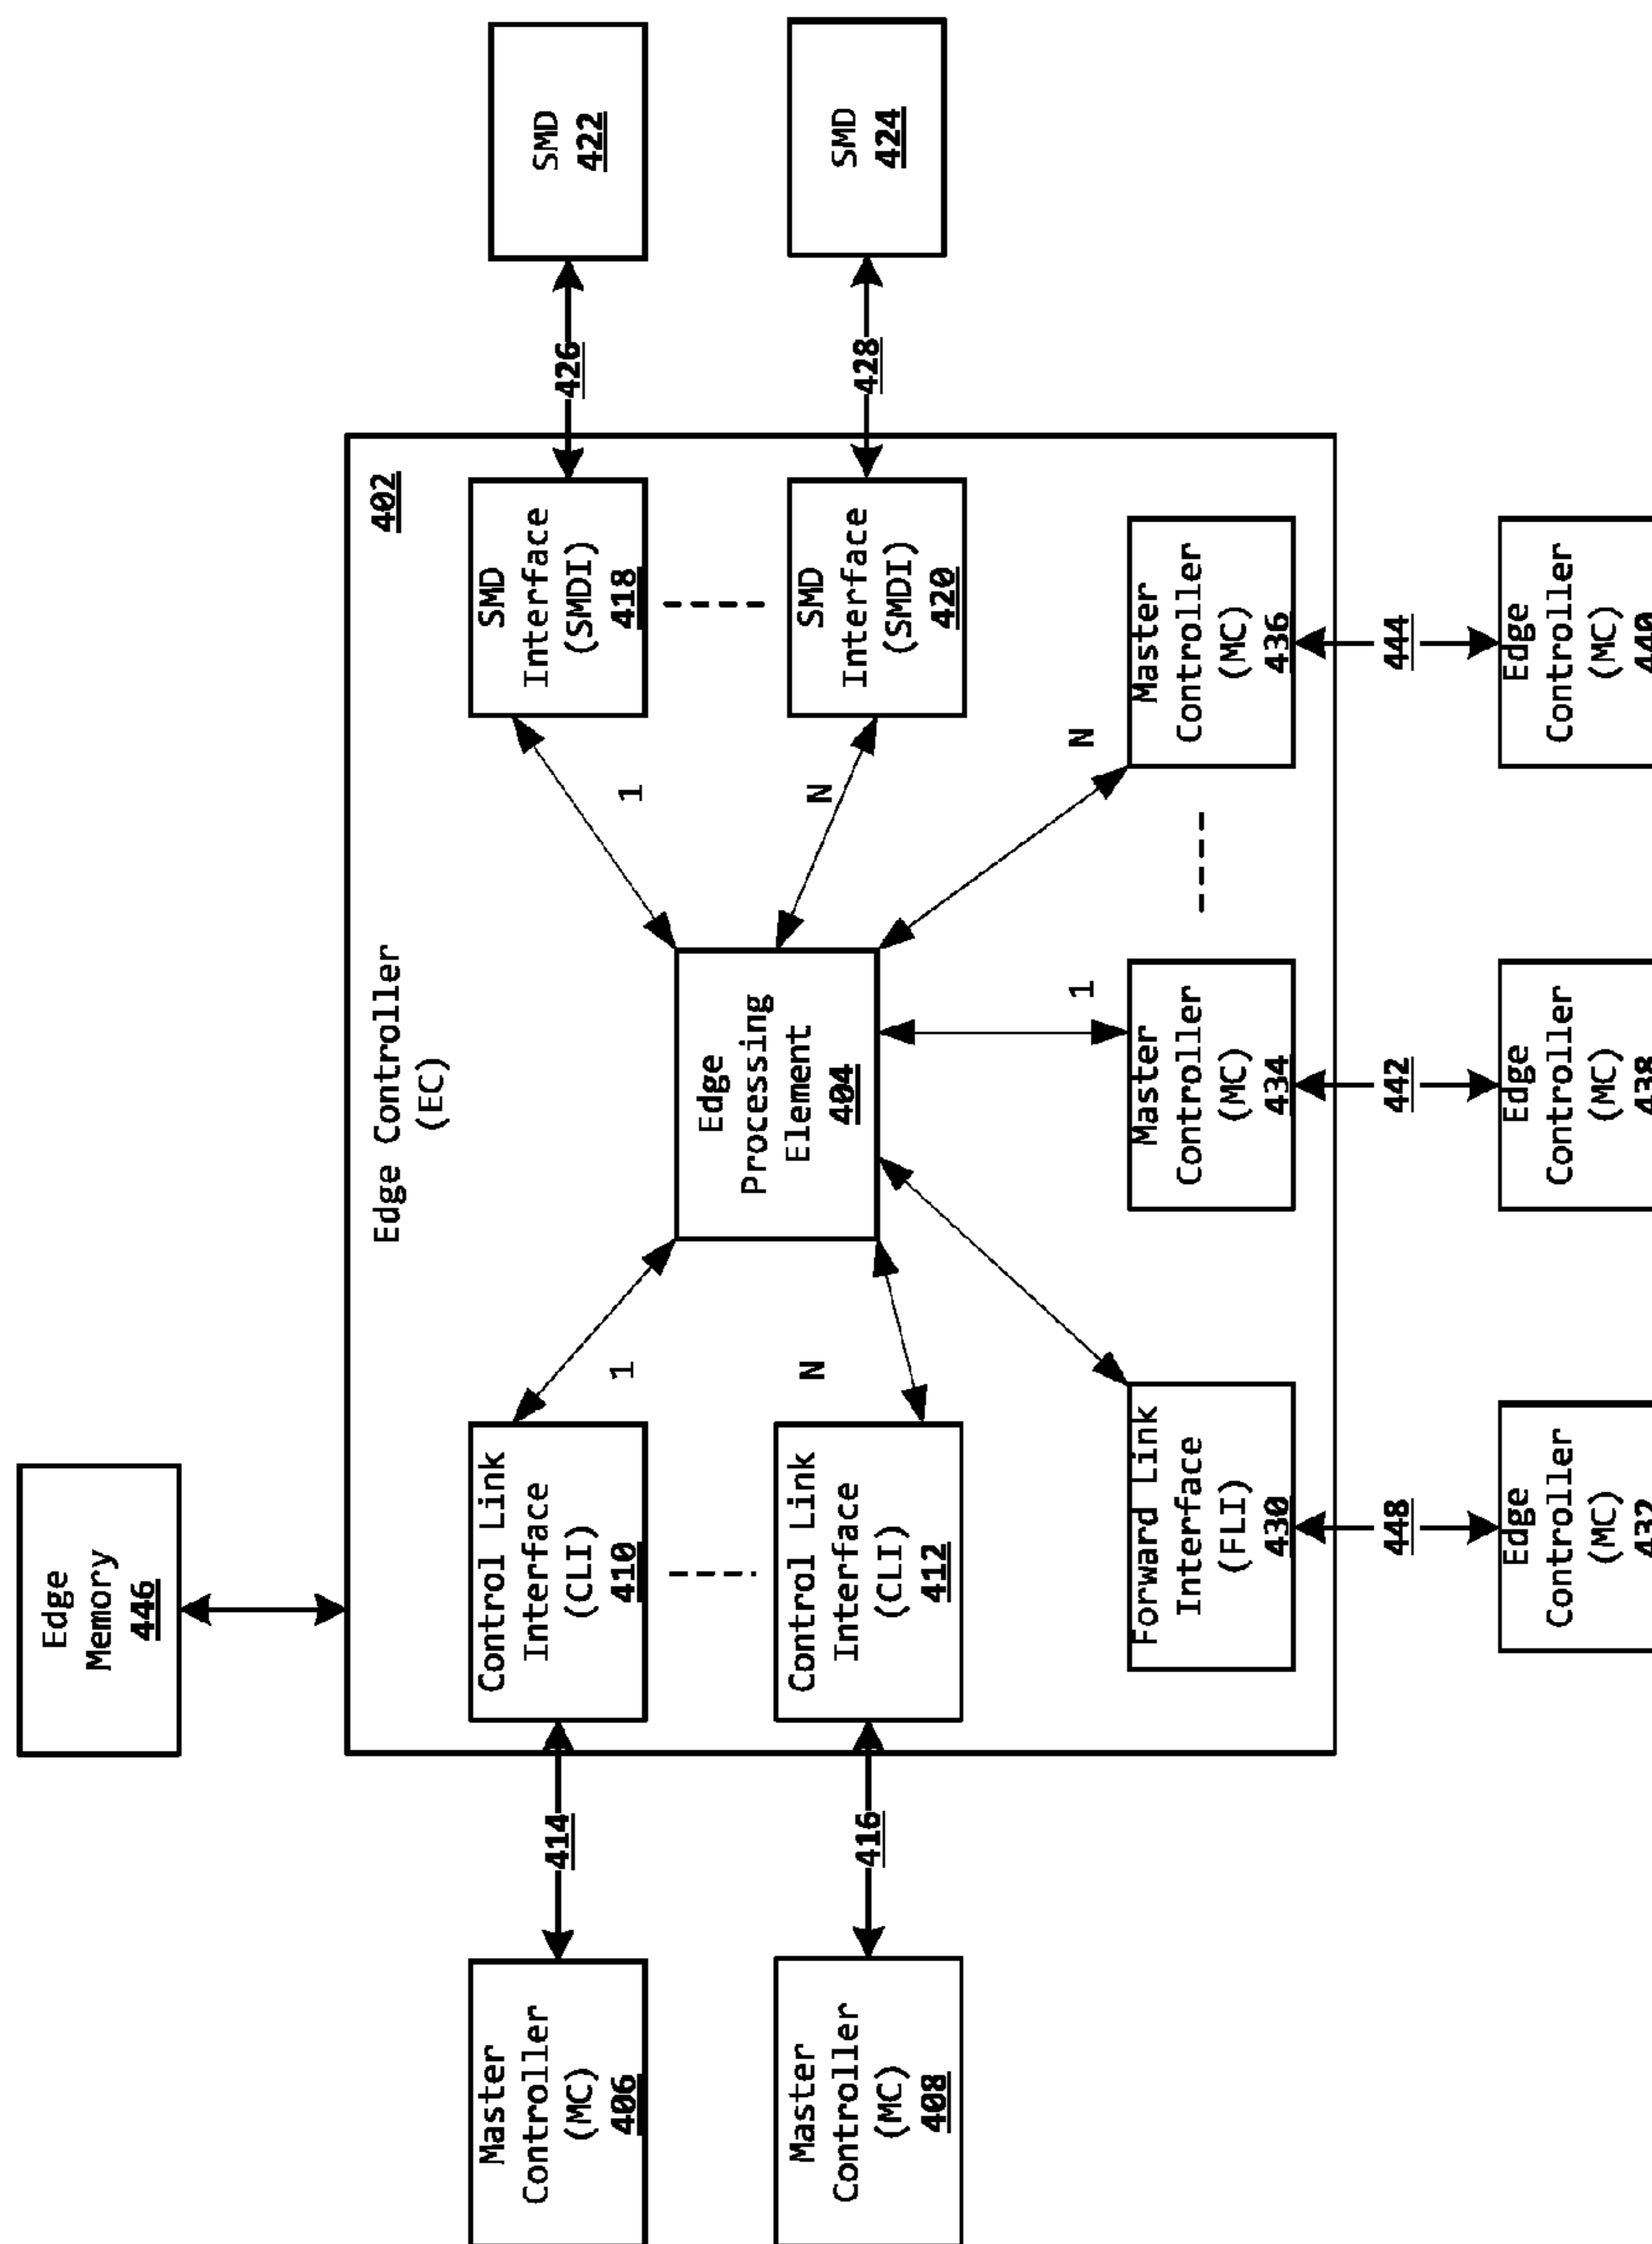 Edge
Memory
446
Edge Controller
(EC)
402
Master
Controller
(MC)
406
414
Control Link
Interface
(CLI)
410
1
1
SMD
Interface
(SMDI)
418
426
SMD
422
Edge
Processing
Element
404
Master
Controller
(MC)
408
416
Control Link
Interface
(CLI)
412
N
N
SMD
Interface
(SMDI)
420
428
SMD
424
Forward Link
Interface
(FLI)
430
1
Master
Controller
(MC)
434
N
Master
Controller
(MC)
436
448
442
444
Edge
Controller
(MC)
432
Edge
Controller
(MC)
438
Edge
Controller
(MC)
440